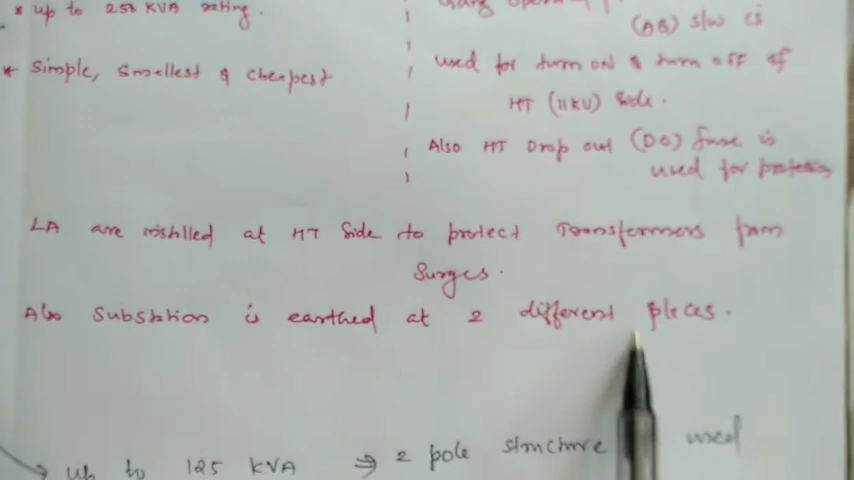 * up to 250 KVA rating.
* Simple, Smallest & Cheapest
(AB) s/w is
used for turn on & turn off of
HT (11KV) Side.
Also HT Drop out (DO) fuse is
used for protection
LA are instlled at HT Side to protect Transformers from
Surges.
Also Substation is earthed at 2 different places.
up to 125 KVA ⇒ 2 pole structure used